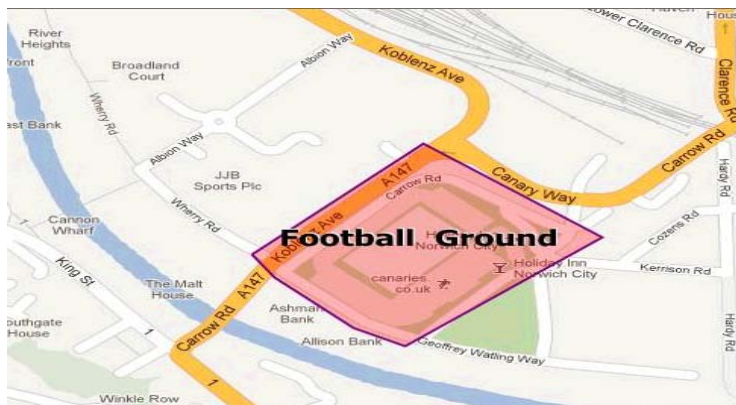 River
Heights
Broadland
Court
Albion Way
Koblenz Ave
Lower Clarence Rd
Clarence Rd
ast Bank
Wherry Rd
Albion Way
JJB
Sports Plc
A147
Carrow Rd
Canary Way
Carrow Rd
Hardy Rd
Wherry Rd
Koblenz Ave
Cannon
Wharf
1
King St
Football Ground
Norwich City
Cozens Rd
Holiday Inn
Norwich City
Kerrison Rd
canaries
co.uk
The Malt
House
A147
Carrow Rd
Ashman
Bank
Allison Bank
Geoffrey Watling Way
outhgate
House
1
1
Hardy Rd
Winkle Row